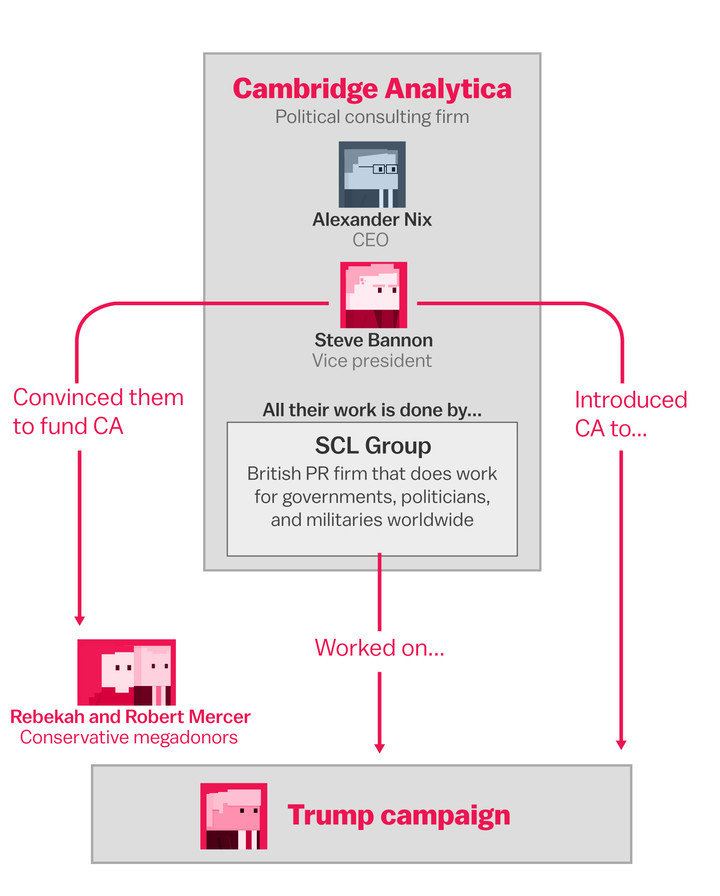 Cambridge Analytica
Political consulting firm
Alexander Nix
CEO
Steve Bannon
Vice president
Convinced them
to fund CA
Introduced
CA to...
All their work is done by...
SCL Group
British PR firm that does work
for governments, politicians,
and militaries worldwide
Worked on...
Rebekah and Robert Mercer
Conservative megadonors
Trump campaign